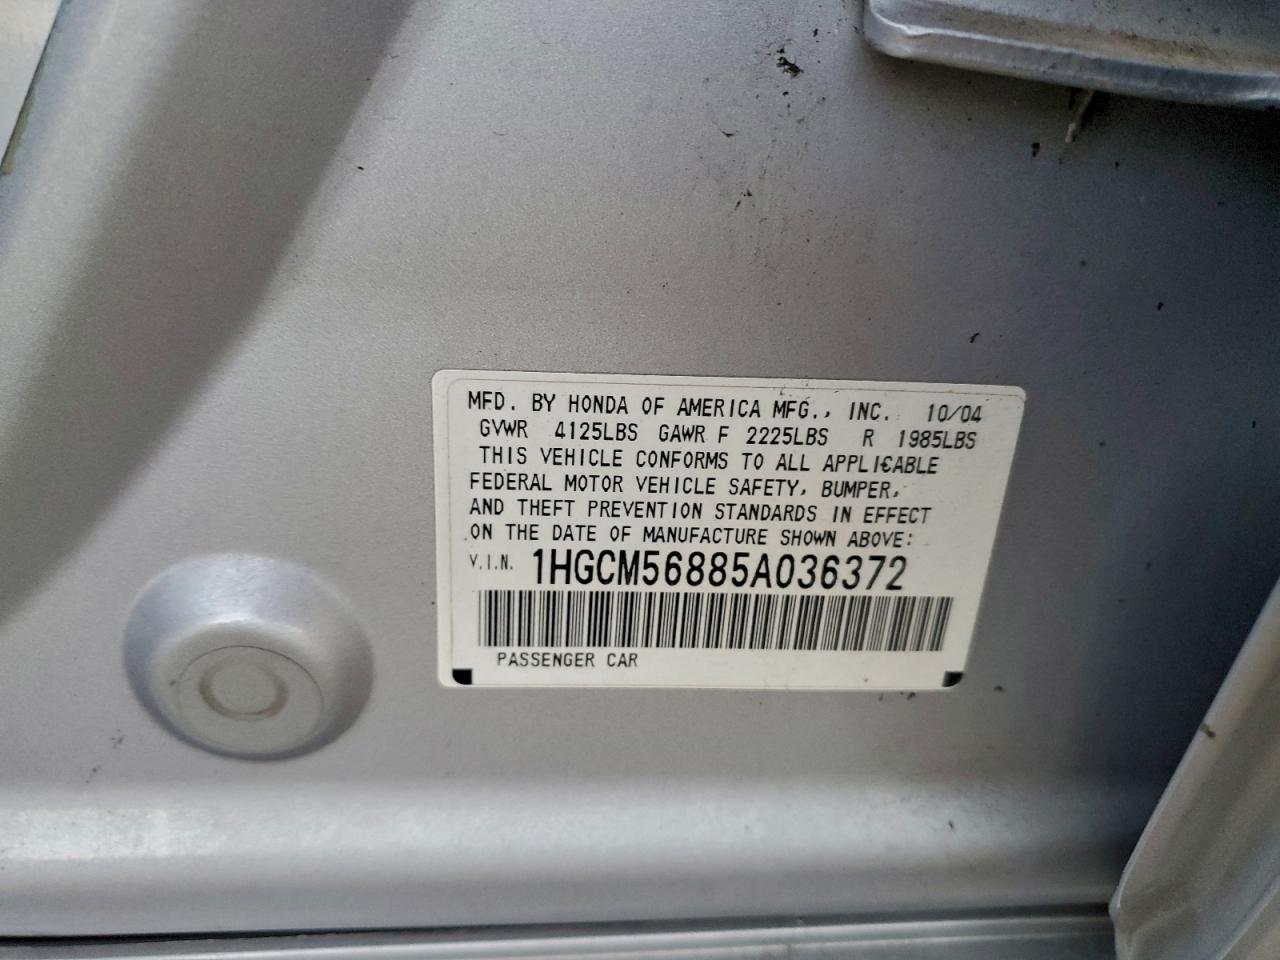 MFD. BY HONDA OF AMERICA MFG., INC. 10/04
GVWR 4125LBS GAWR F 2225LBS R 1985LBS
THIS VEHICLE CONFORMS TO ALL APPLICABLE
FEDERAL MOTOR VEHICLE SAFETY, BUMPER,
AND THEFT PREVENTION STANDARDS IN EFFECT
ON THE DATE OF MANUFACTURE SHOWN ABOVE:
V.I.N. 1HGCM56885A036372
PASSENGER CAR